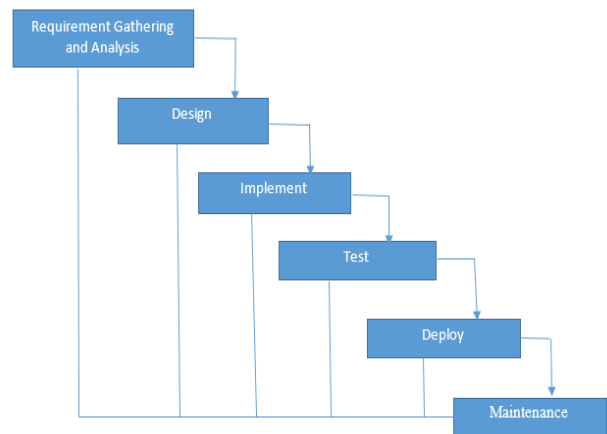 Requirement Gathering
and Analysis
Design
Implement
Test
Deploy
Maintenance